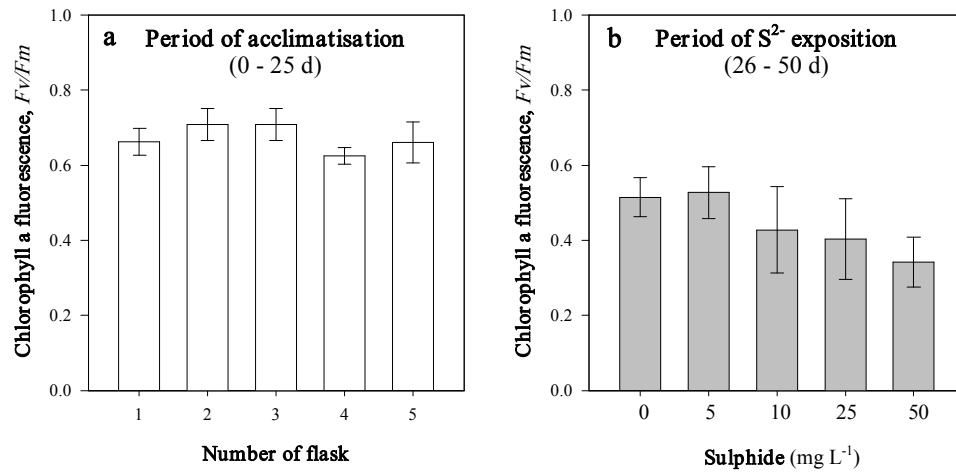 a Period of acclimatisation
(0 - 25 d)
Chlorophyll a fluorescence, Fv/Fm
1.0
0.8
0.6
0.4
0.2
0.0
1 2 3 4 5
Number of flask
b Period of S²⁻ exposition
(26 - 50 d)
Chlorophyll a fluorescence, Fv/Fm
1.0
0.8
0.6
0.4
0.2
0.0
0 5 10 25 50
Sulphide (mg L⁻¹)